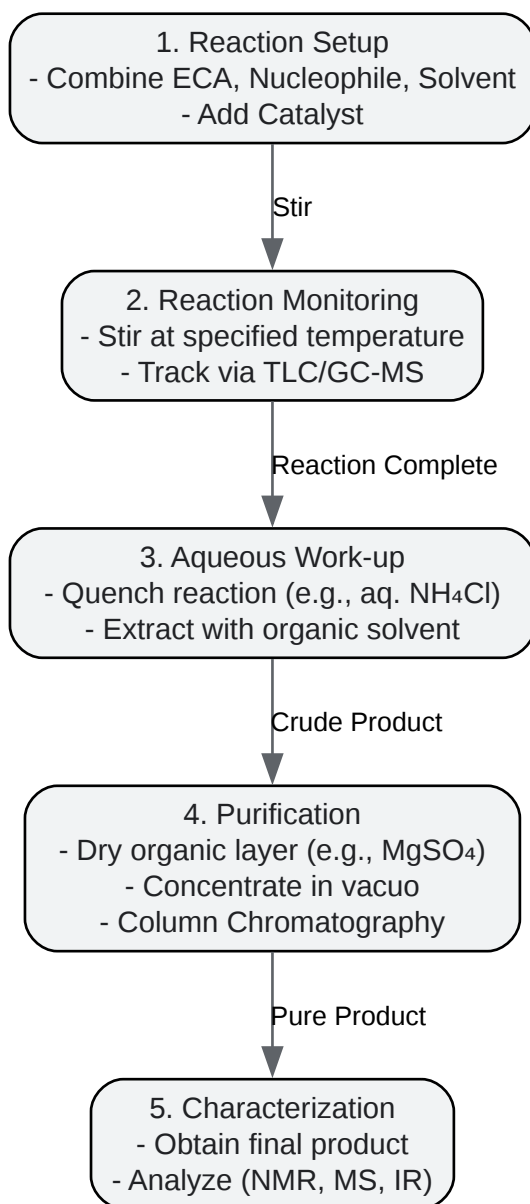 1. Reaction Setup
- Combine ECA, Nucleophile, Solvent
- Add Catalyst
Stir
2. Reaction Monitoring
- Stir at specified temperature
- Track via TLC/GC-MS
Reaction Complete
3. Aqueous Work-up
- Quench reaction (e.g., aq. NH₄Cl)
- Extract with organic solvent
Crude Product
4. Purification
- Dry organic layer (e.g., MgSO₄)
- Concentrate in vacuo
- Column Chromatography
Pure Product
5. Characterization
- Obtain final product
- Analyze (NMR, MS, IR)